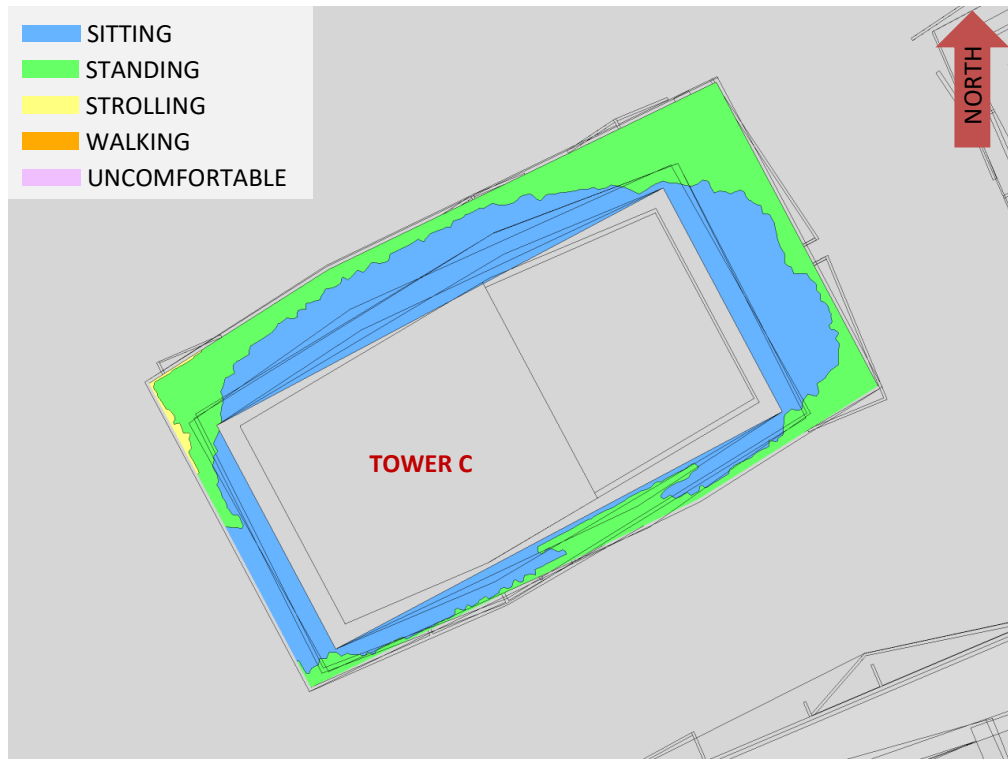 SITTING
STANDING
STROLLING
WALKING
UNCOMFORTABLE
NORTH
TOWER C